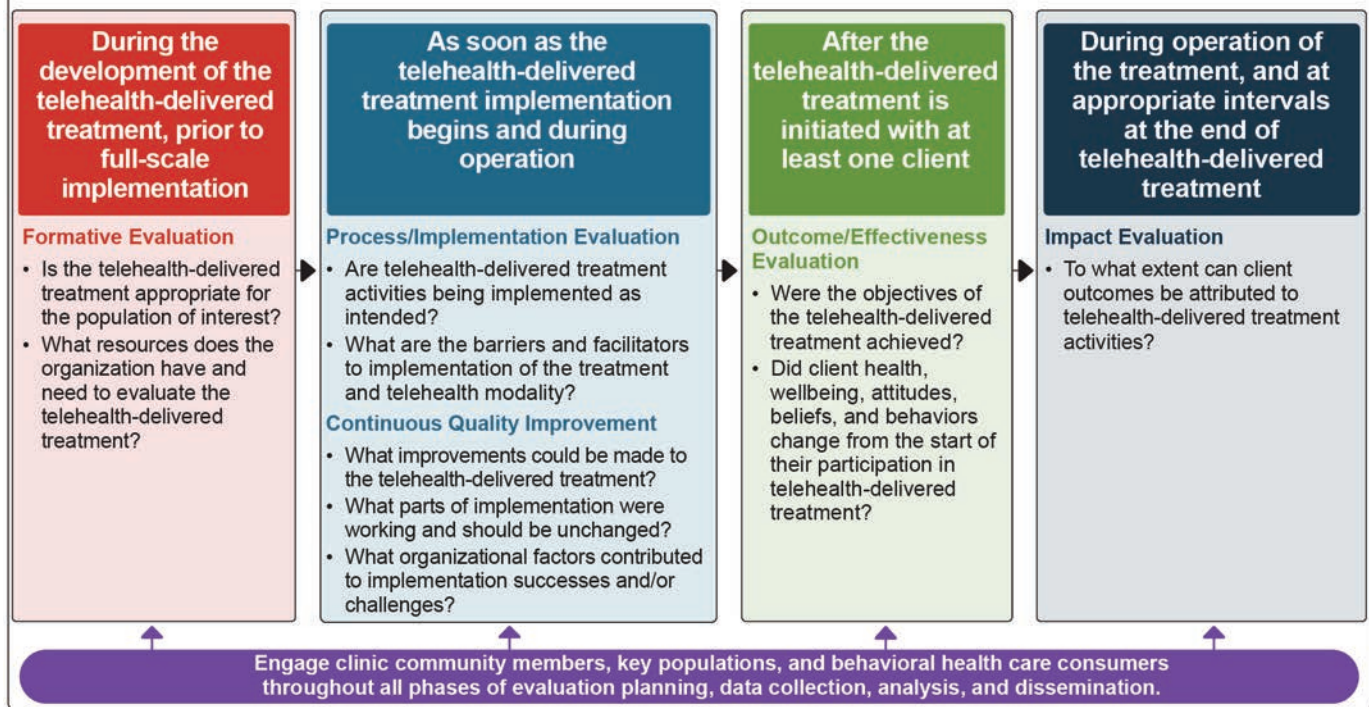 During the
development of the
telehealth-delivered
treatment, prior to
full-scale
implementation
Formative Evaluation
• Is the telehealth-delivered
treatment appropriate for
the population of interest?
• What resources does the
organization have and
need to evaluate the
telehealth-delivered
treatment?
As soon as the
telehealth-delivered
treatment implementation
begins and during
operation
Process/Implementation Evaluation
• Are telehealth-delivered treatment
activities being implemented as
intended?
• What are the barriers and facilitators
to implementation of the treatment
and telehealth modality?
Continuous Quality Improvement
• What improvements could be made to
the telehealth-delivered treatment?
• What parts of implementation were
working and should be unchanged?
• What organizational factors contributed
to implementation successes and/or
challenges?
After the
telehealth-delivered
treatment is
initiated with at
least one client
Outcome/Effectiveness
Evaluation
• Were the objectives of
the telehealth-delivered
treatment achieved?
• Did client health,
wellbeing, attitudes,
beliefs, and behaviors
change from the start of
their participation in
telehealth-delivered
treatment?
During operation of
the treatment, and at
appropriate intervals
at the end of
telehealth-delivered
treatment
Impact Evaluation
• To what extent can client
outcomes be attributed to
telehealth-delivered treatment
activities?
Engage clinic community members, key populations, and behavioral health care consumers
throughout all phases of evaluation planning, data collection, analysis, and dissemination.